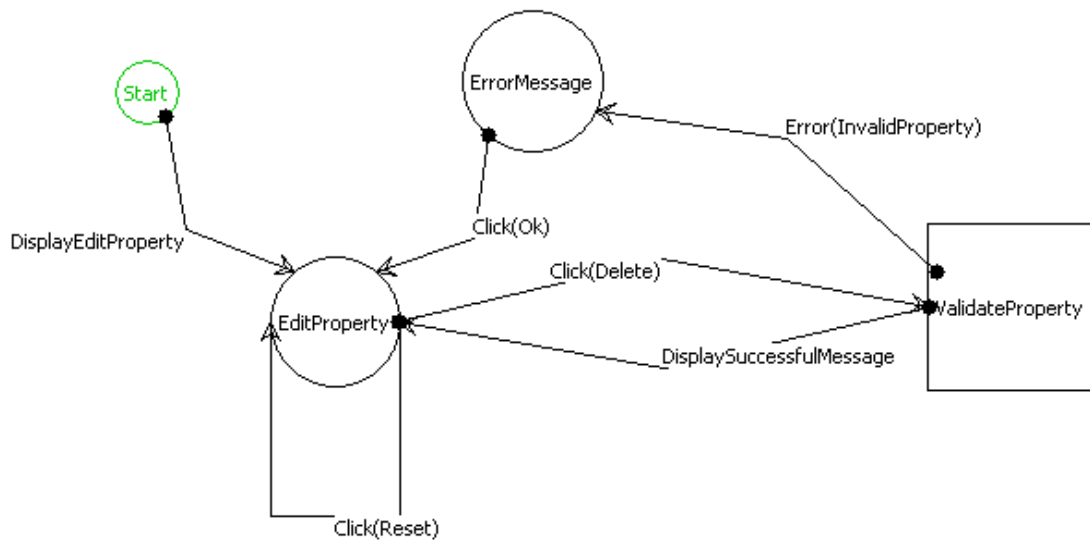 Start
ErrorMessage
Error(InvalidProperty)
Click(Ok)
DisplayEditProperty
Click(Delete)
ValidateProperty
EditProperty
DisplaySuccessfulMessage
Click(Reset)